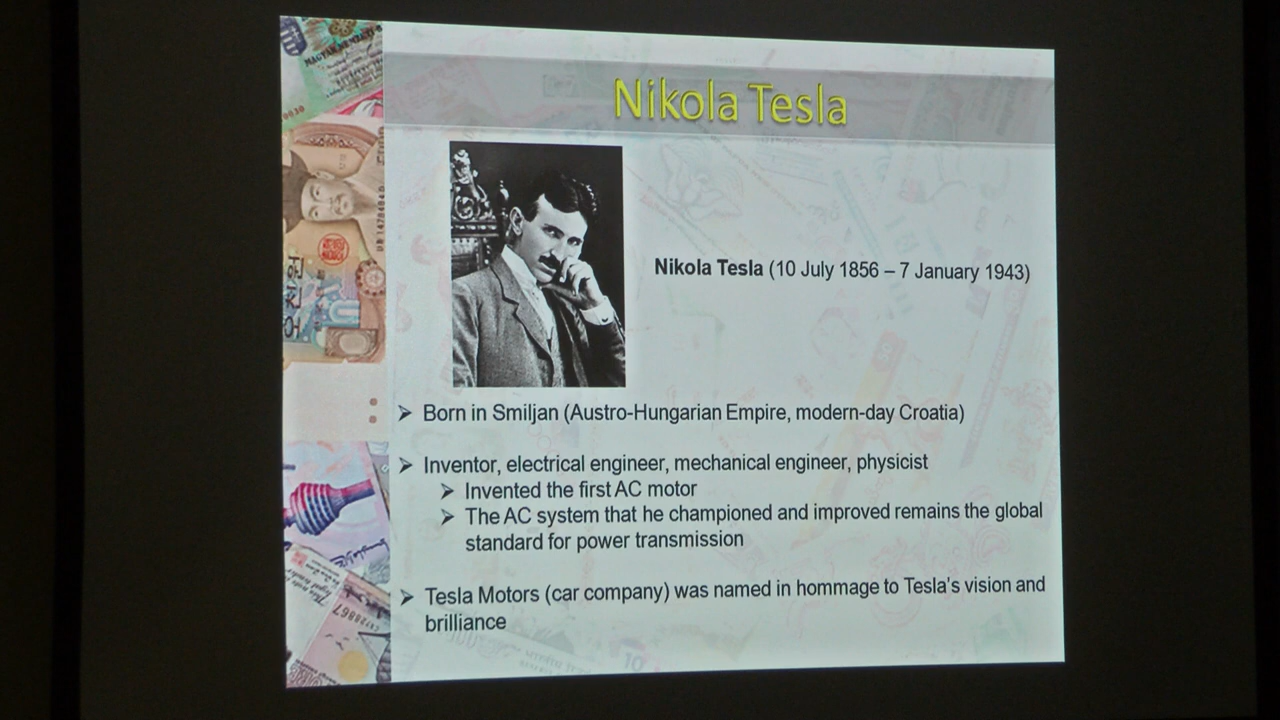 Nikola Tesla
Nikola Tesla (10 July 1856 – 7 January 1943)
➢ Born in Smiljan (Austro-Hungarian Empire, modern-day Croatia)
➢ Inventor, electrical engineer, mechanical engineer, physicist
➢ Invented the first AC motor
➢ The AC system that he championed and improved remains the global
standard for power transmission
➢ Tesla Motors (car company) was named in hommage to Tesla's vision and
brilliance
오천원